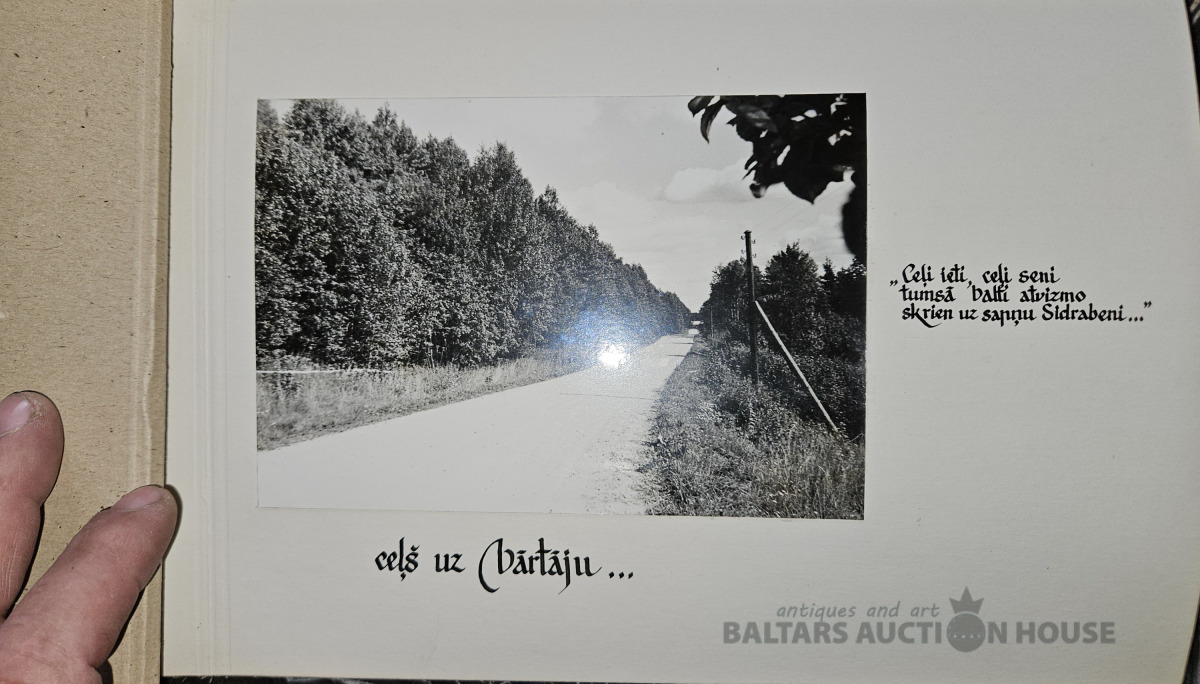 „Ceļi ieti, ceļi seni
tumsā balti atvizmo
skrien uz sapņu Sidrabeni..."
ceļš uz Bārtāju...
antiques and art
BALTARS AUCTION HOUSE